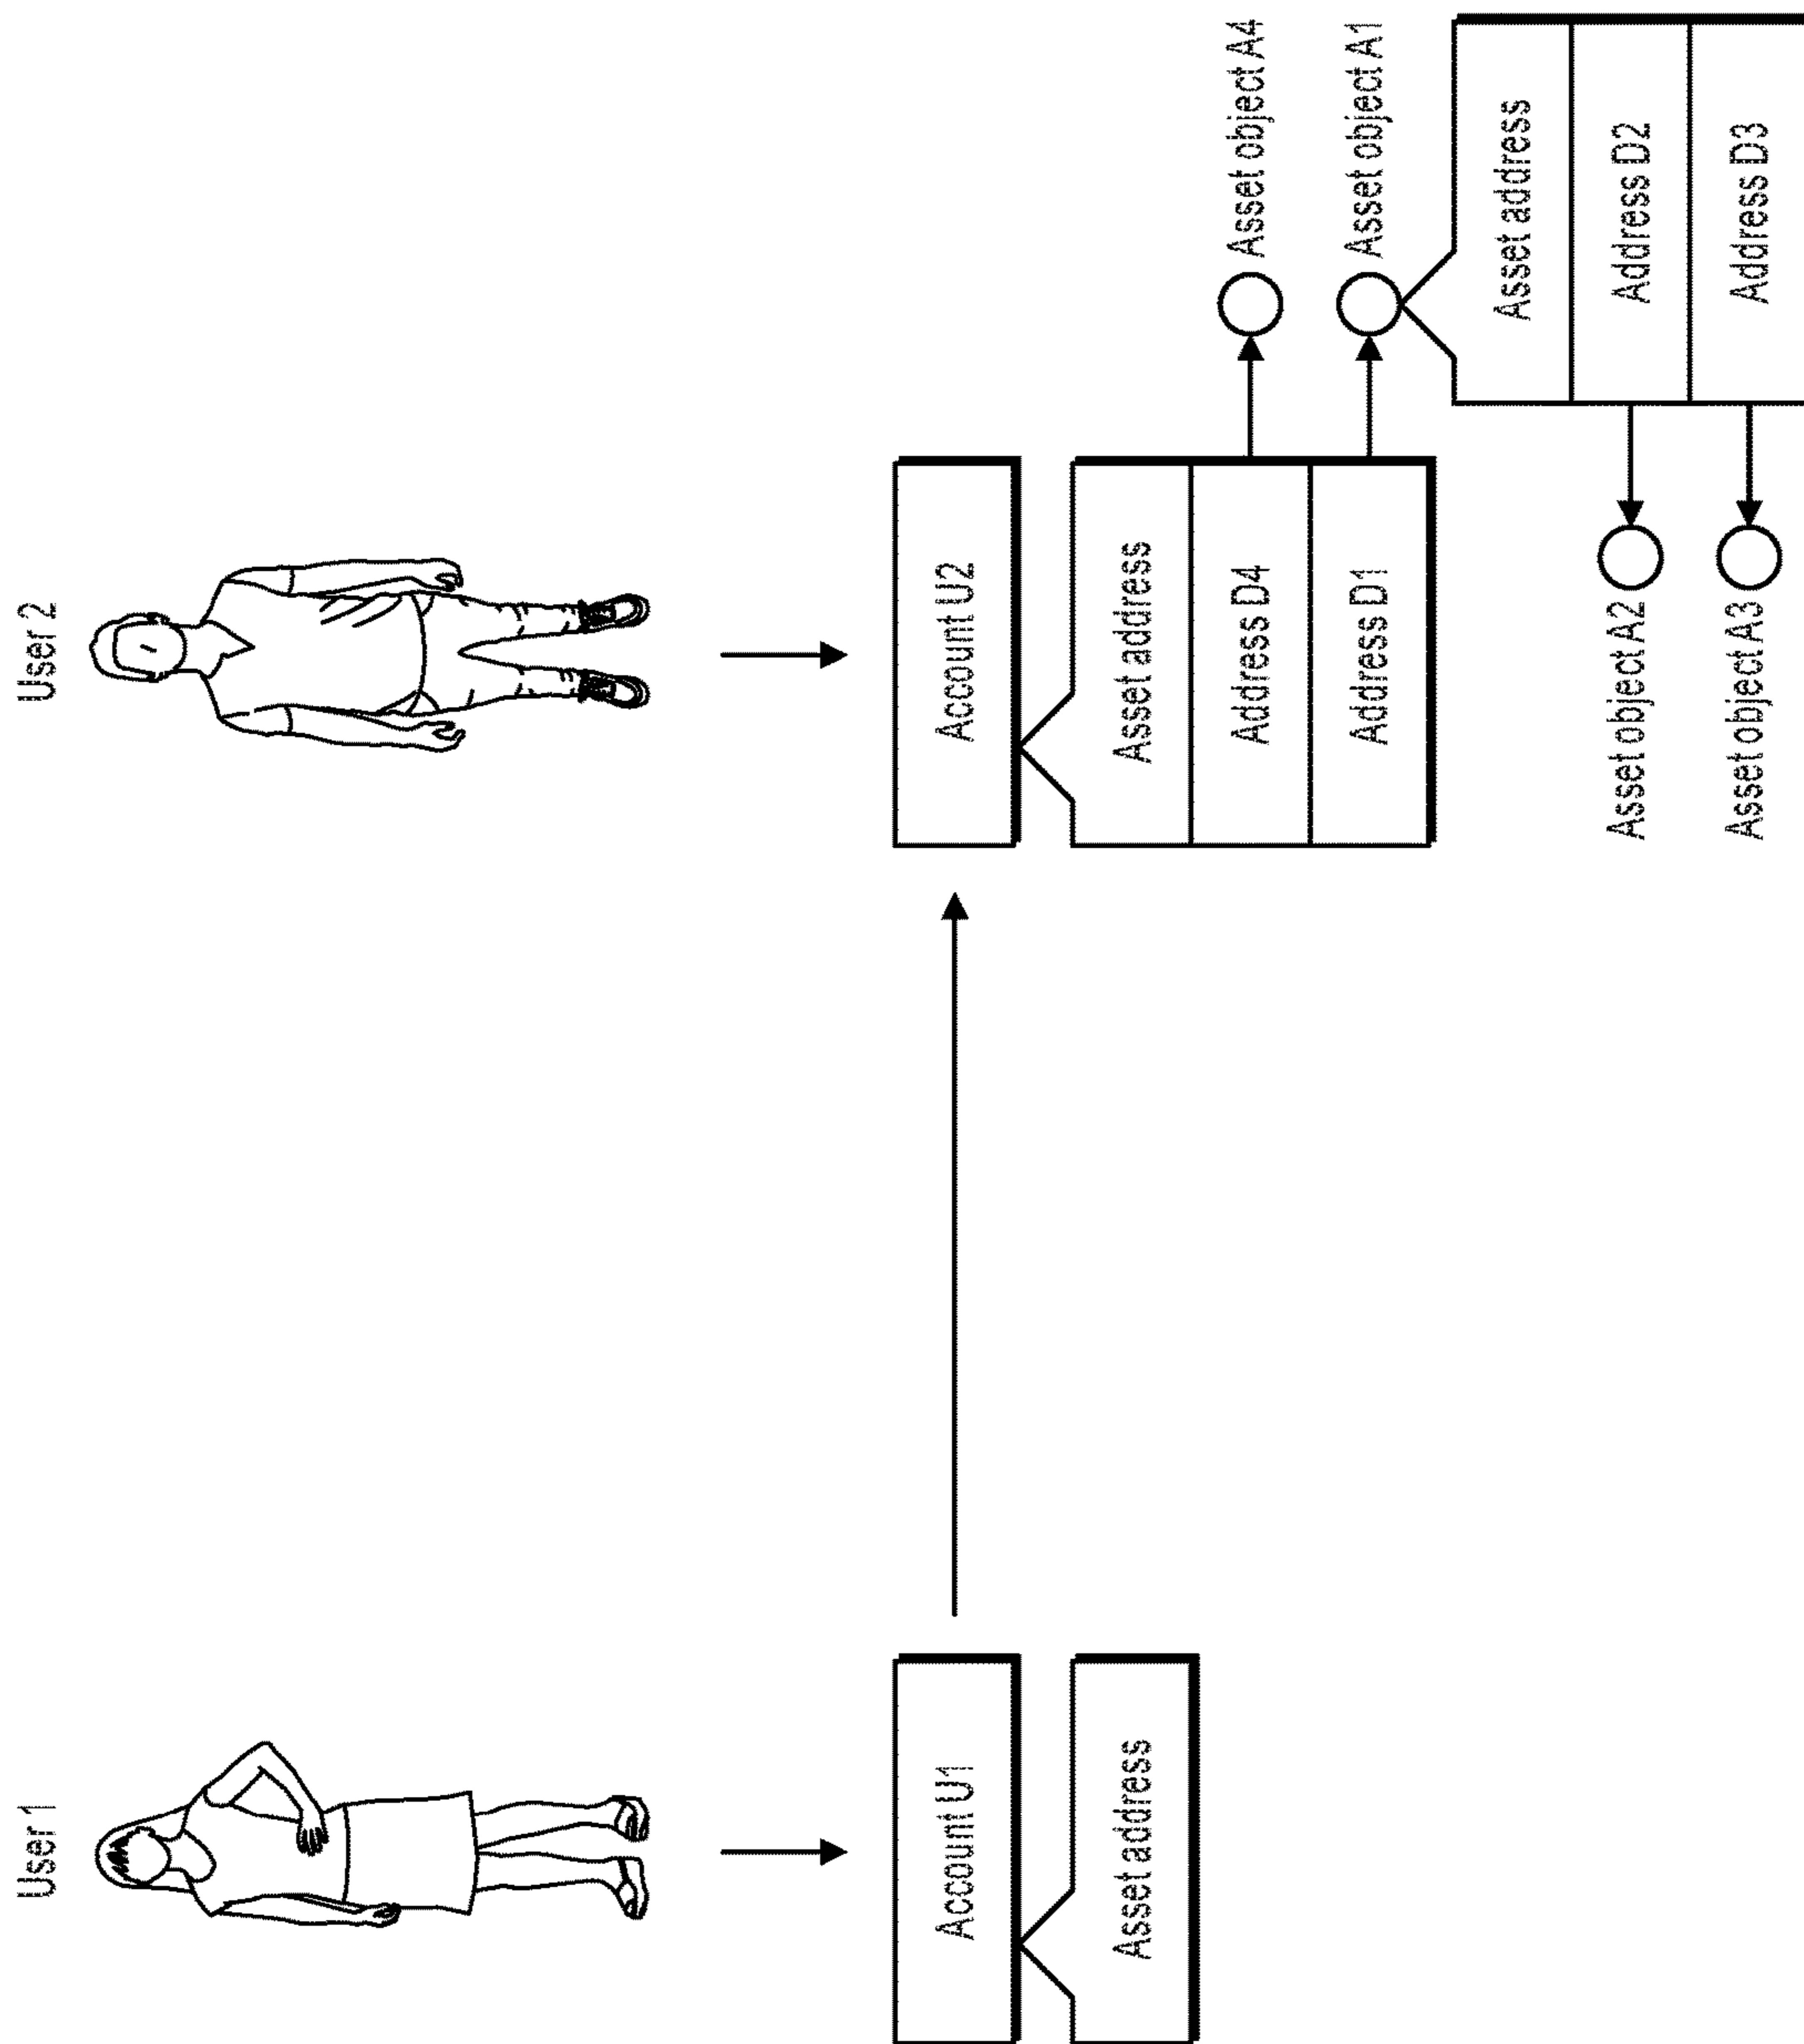 User 1
User 2
Account U1
Account U2
Asset address
Asset address
Address D4
Asset object A4
Address D1
Asset object A1
Asset address
Asset object A2
Address D2
Asset object A3
Address D3